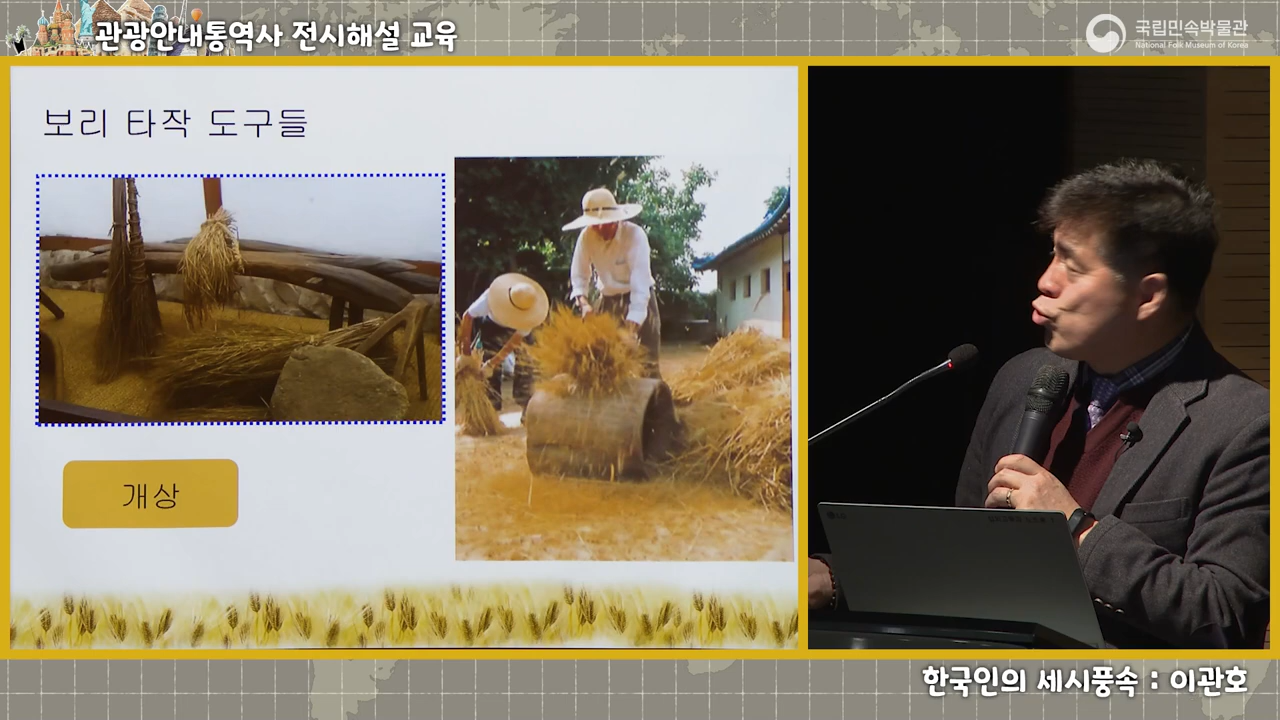 관광안내통역사 전시해설 교육
국립민속박물관
National Folk Museum of Korea
보리 타작 도구들
개상
한국인의 세시풍속 : 이관호